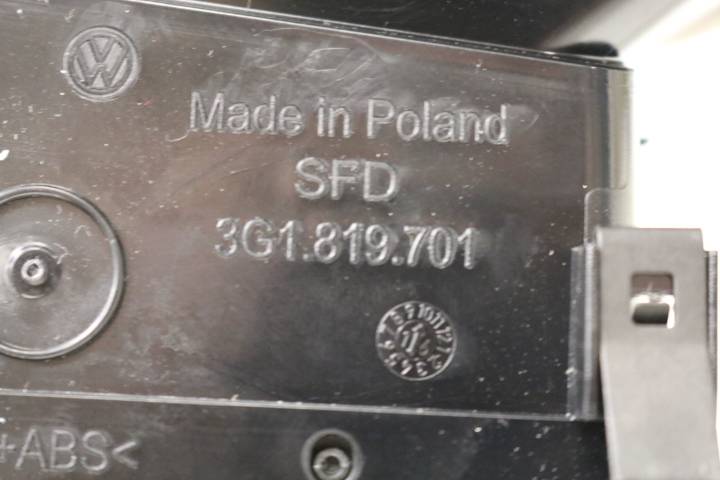 Made in Poland
SFD
3G1.819.701
+ABS<